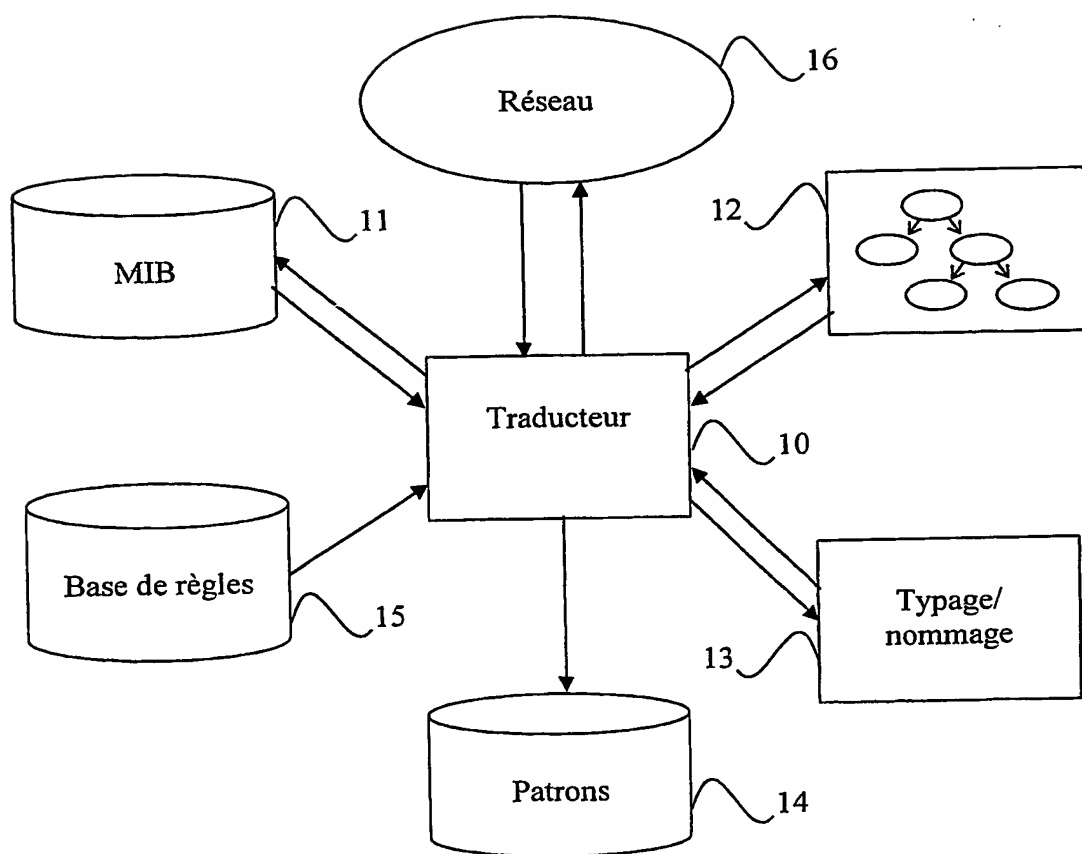 16
Réseau
12
11
MIB
Traducteur
10
Base de règles
15
Typage/
nommage
13
Patrons
14